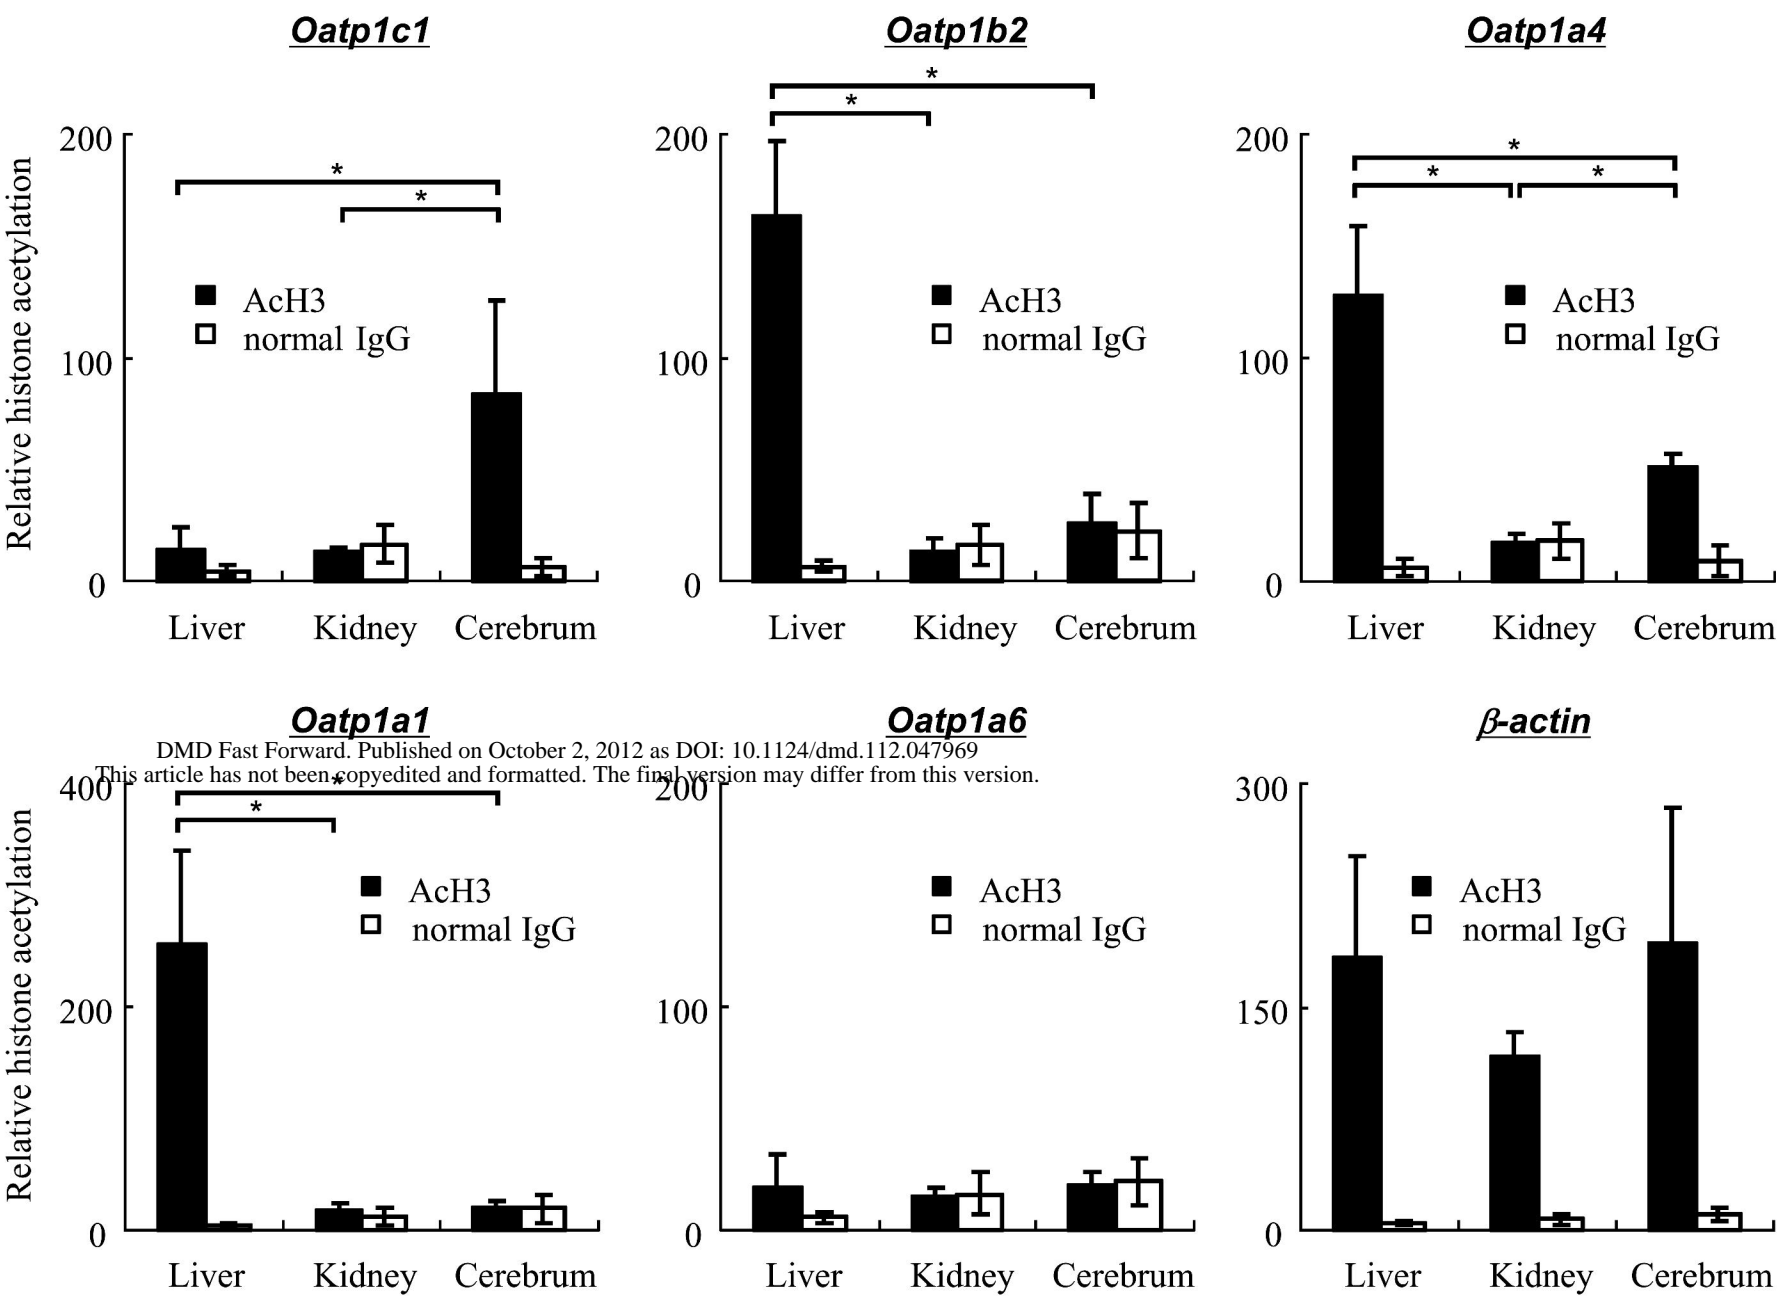 Oatp1c1
Oatp1b2
Oatp1a4
Relative histone acetylation
200
100
0
*
*
AcH3
normal IgG
Liver Kidney Cerebrum
200
100
0
*
*
AcH3
normal IgG
Liver Kidney Cerebrum
200
100
0
*
*
*
AcH3
normal IgG
Liver Kidney Cerebrum
Oatp1a1
Oatp1a6
β-actin
DMD Fast Forward. Published on October 2, 2012 as DOI: 10.1124/dmd.112.047969
This article has not been copyedited and formatted. The final version may differ from this version.
Relative histone acetylation
400
200
0
*
*
AcH3
normal IgG
Liver Kidney Cerebrum
200
100
0
AcH3
normal IgG
Liver Kidney Cerebrum
300
150
0
AcH3
normal IgG
Liver Kidney Cerebrum